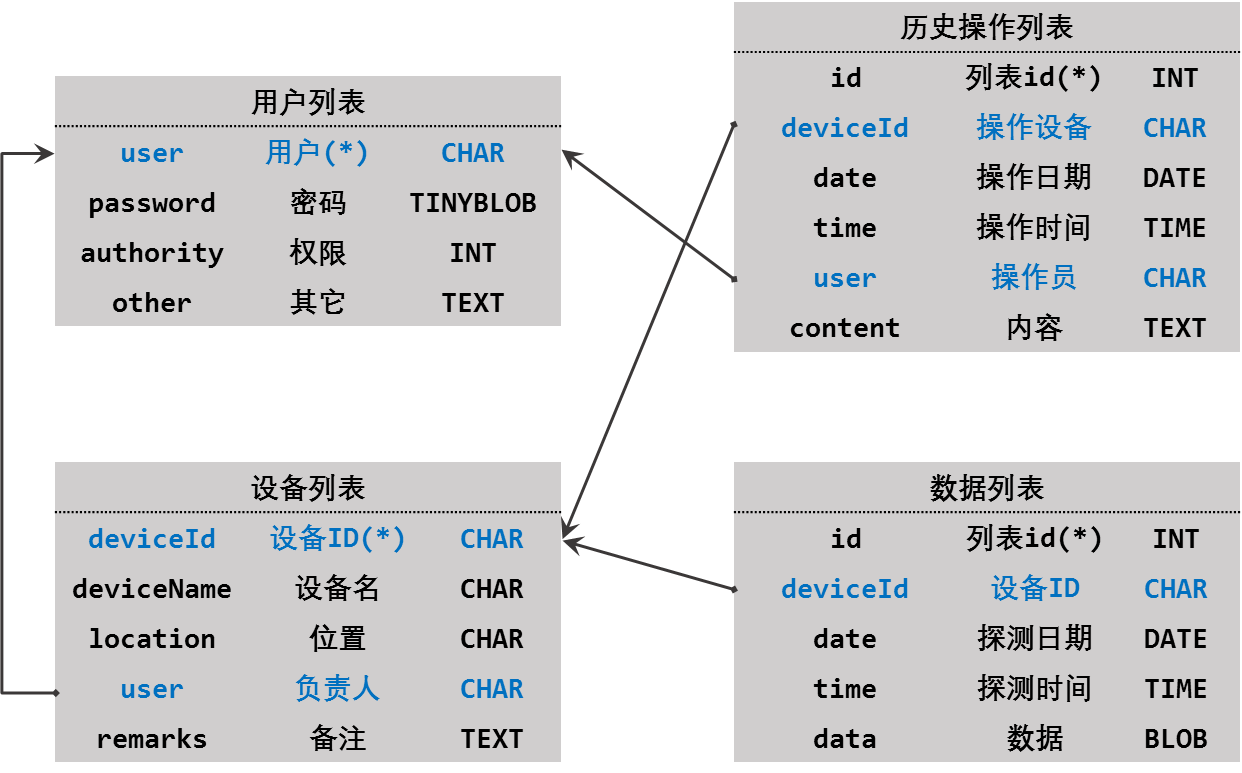 用户列表
user 用户(*) CHAR
password 密码 TINYBLOB
authority 权限 INT
other 其它 TEXT
历史操作列表
id 列表id(*) INT
deviceId 操作设备 CHAR
date 操作日期 DATE
time 操作时间 TIME
user 操作员 CHAR
content 内容 TEXT
设备列表
deviceId 设备ID(*) CHAR
deviceName 设备名 CHAR
location 位置 CHAR
user 负责人 CHAR
remarks 备注 TEXT
数据列表
id 列表id(*) INT
deviceId 设备ID CHAR
date 探测日期 DATE
time 探测时间 TIME
data 数据 BLOB